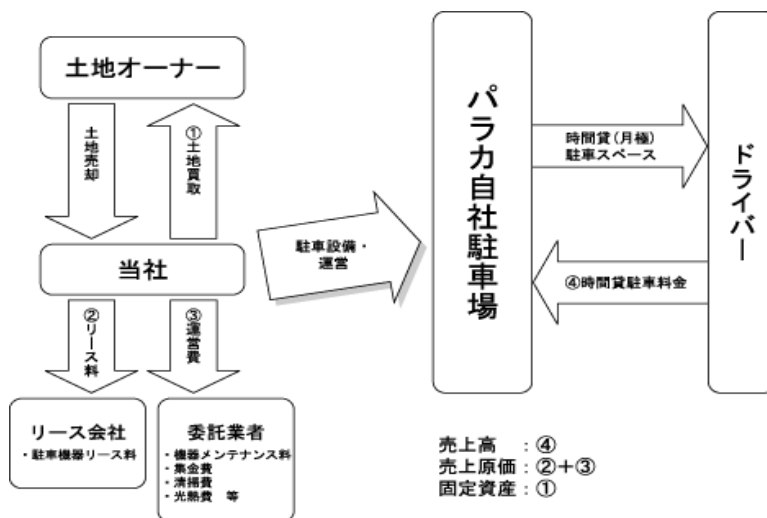 土地オーナー
土地売却
①土地買取
当社
②リース料
③運営費
リース会社
・駐車機器リース料
委託業者
・機器メンテナンス料
・集金費
・清掃費
・光熱費 等
駐車設備・
運営
パラカ自社駐車場
時間貸(月極)
駐車スペース
④時間貸駐車料金
ドライバー
売上高 :④
売上原価:②+③
固定資産:①